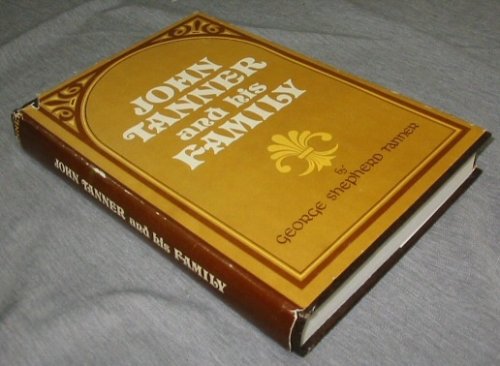 JOHN
TANNER
and his
FAMILY
by
GEORGE SHEPHERD TANNER
JOHN TANNER and his FAMILY